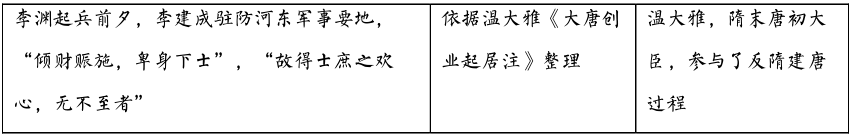 李渊起兵前夕，李建成驻防河东军事要地，
“倾财赈施，卑身下士”，“故得士庶之欢
心，无不至者”
依据温大雅《大唐创
业起居注》整理
温大雅，隋末唐初大
臣，参与了反隋建唐
过程